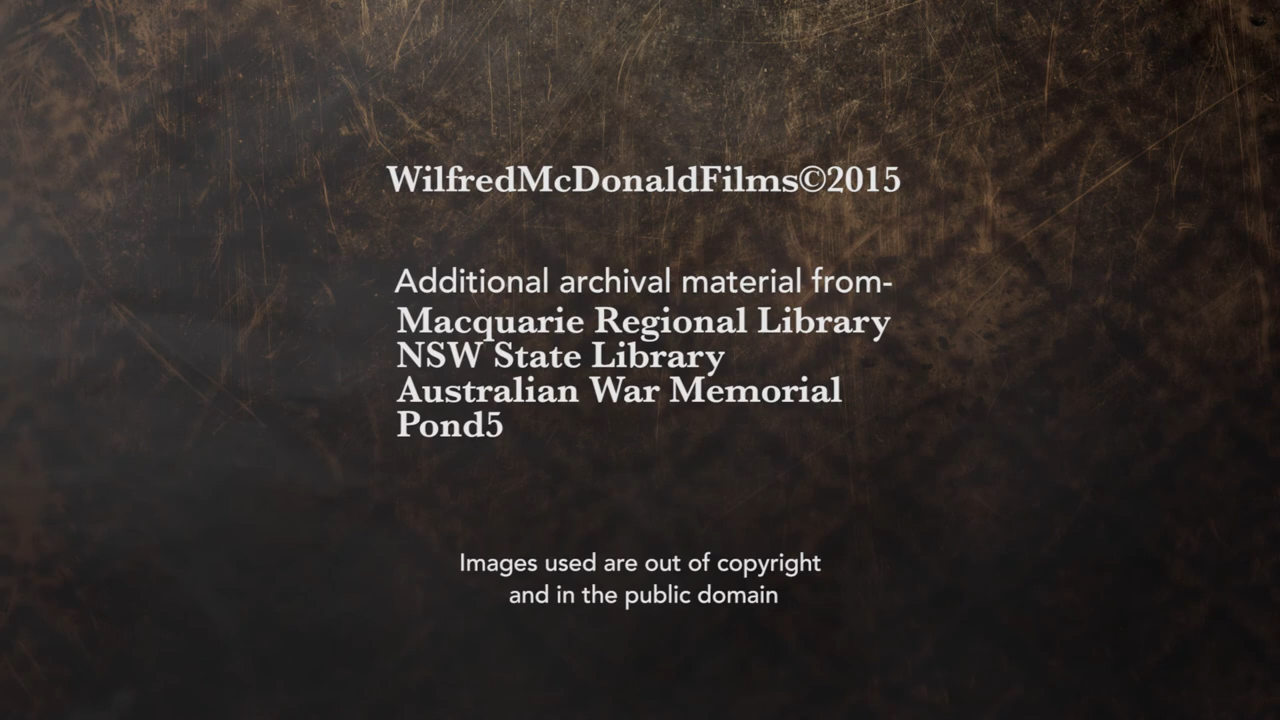 WilfredMcDonaldFilms©2015
Additional archival material from-
Macquarie Regional Library
NSW State Library
Australian War Memorial
Pond5
Images used are out of copyright
and in the public domain